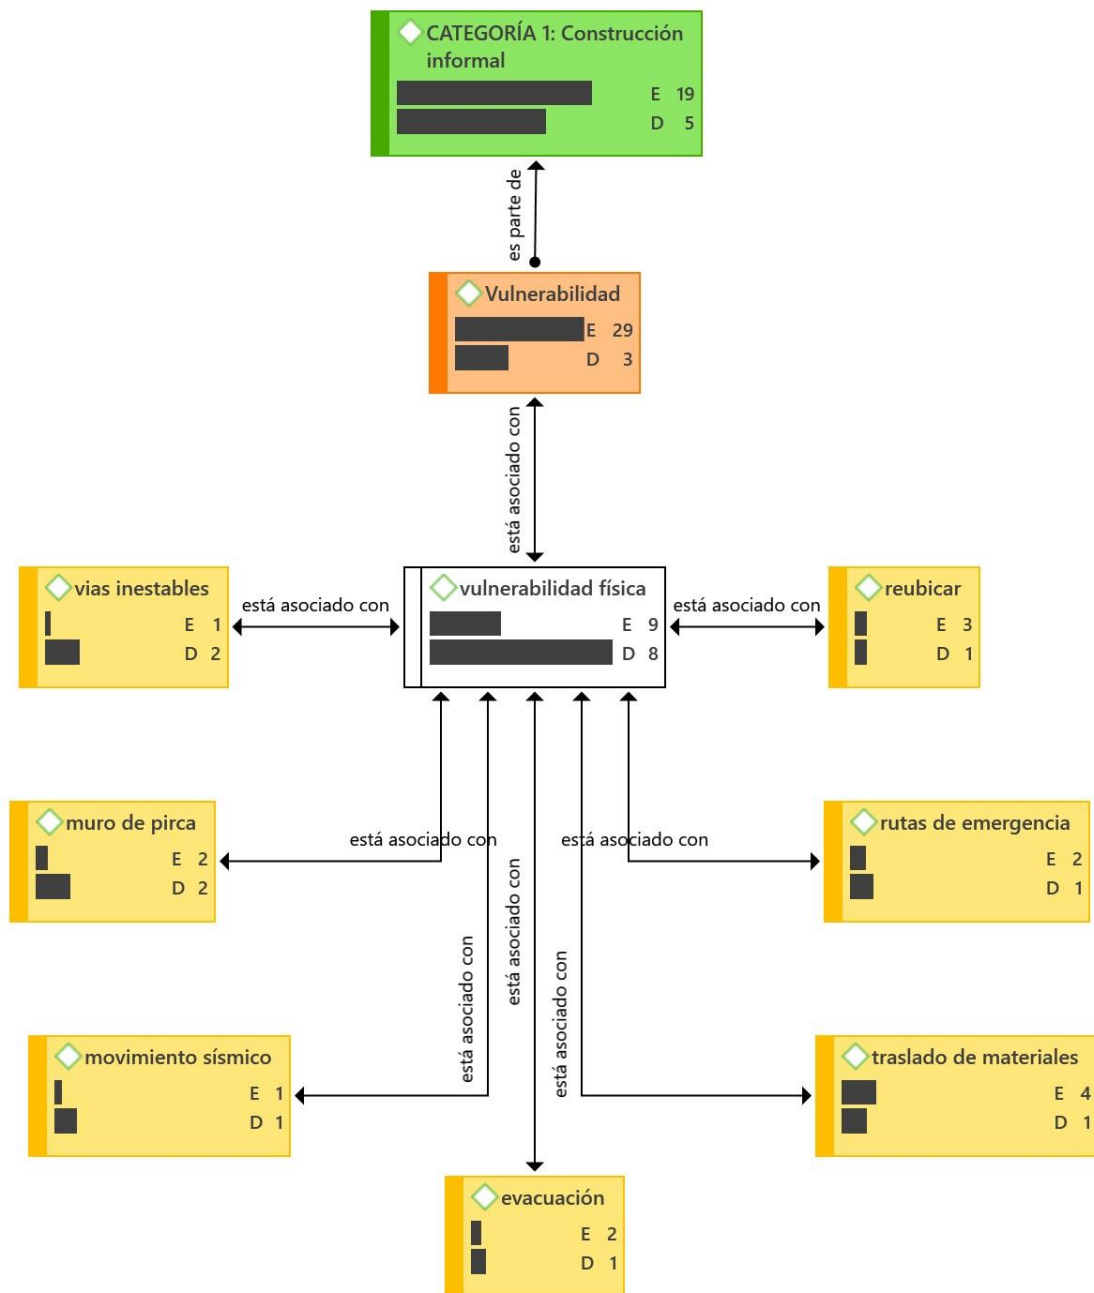 CATEGORÍA 1: Construcción
informal
E 19
D 5
es parte de
Vulnerabilidad
E 29
D 3
está asociado con
vias inestables
E 1
D 2
está asociado con
vulnerabilidad física
E 9
D 8
está asociado con
reubicar
E 3
D 1
muro de pirca
E 2
D 2
está asociado con
está asociado con
rutas de emergencia
E 2
D 1
está asociado con
está asociado con
está asociado con
movimiento sísmico
E 1
D 1
traslado de materiales
E 4
D 1
evacuación
E 2
D 1